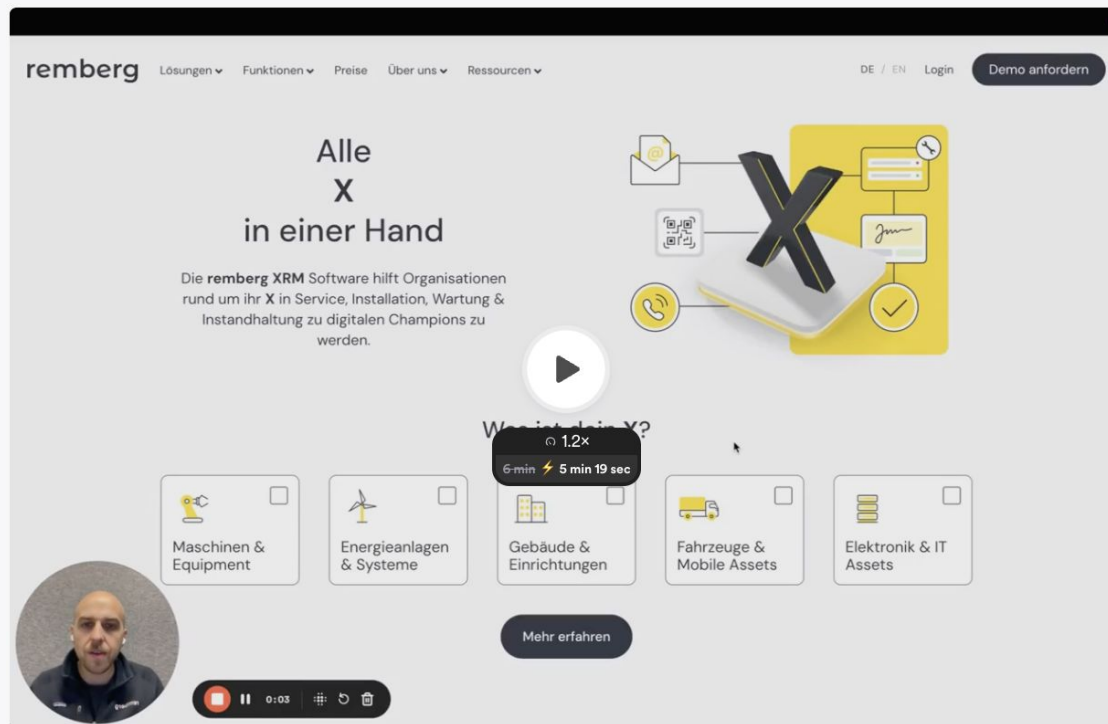 remberg
Lösungen
Funktionen
Preise
Über uns
Ressourcen
DE / EN
Login
Demo anfordern
Alle
X
in einer Hand
Die remberg XRM Software hilft Organisationen
rund um ihr X in Service, Installation, Wartung &
Instandhaltung zu digitalen Champions zu
werden.
@
X
Was ist dein X?
1.2×
6 min ⚡ 5 min 19 sec
Maschinen &
Equipment
Energieanlagen
& Systeme
Gebäude &
Einrichtungen
Fahrzeuge &
Mobile Assets
Elektronik & IT
Assets
Mehr erfahren
0:03